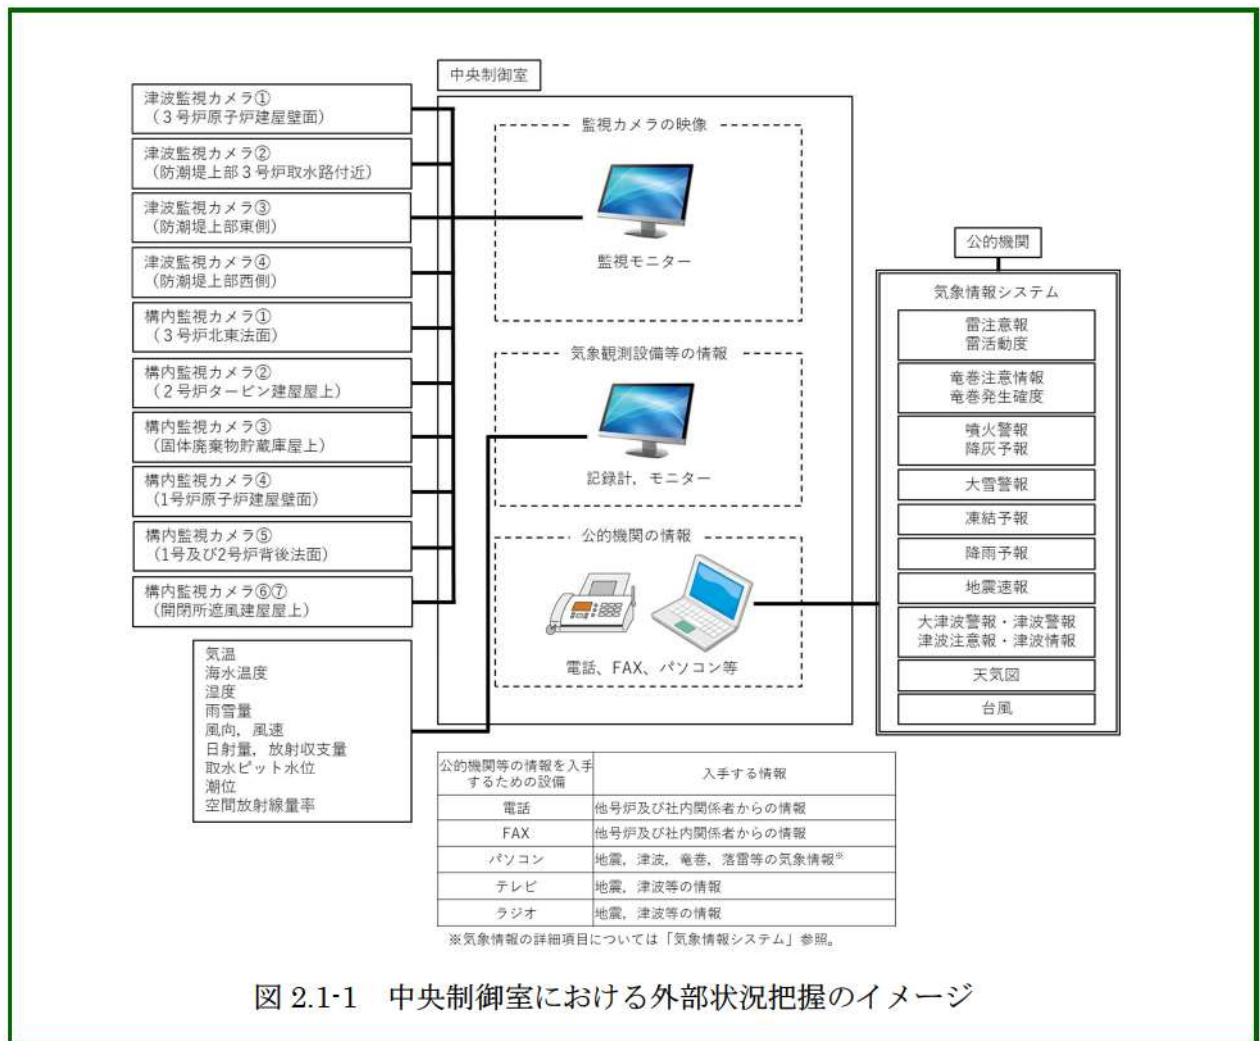 中央制御室
津波監視カメラ①
(3号炉原子炉建屋壁面)
津波監視カメラ②
(防潮堤上部3号炉取水路付近)
津波監視カメラ③
(防潮堤上部東側)
津波監視カメラ④
(防潮堤上部西側)
構内監視カメラ①
(3号炉北東法面)
構内監視カメラ②
(2号炉タービン建屋屋上)
構内監視カメラ③
(固体廃棄物貯蔵庫屋上)
構内監視カメラ④
(1号炉原子炉建屋壁面)
構内監視カメラ⑤
(1号及び2号炉背後法面)
構内監視カメラ⑥⑦
(開閉所遮風建屋屋上)
気温
海水温度
湿度
雨雪量
風向，風速
日射量，放射収支量
取水ピット水位
潮位
空間放射線量率
監視カメラの映像
監視モニター
気象観測設備等の情報
記録計，モニター
公的機関の情報
電話、FAX、パソコン等
公的機関
気象情報システム
雷注意報
雷活動度
竜巻注意情報
竜巻発生確度
噴火警報
降灰予報
大雪警報
凍結予報
降雨予報
地震速報
大津波警報・津波警報
津波注意報・津波情報
天気図
台風
公的機関等の情報を入手
するための設備
入手する情報
電話
他号炉及び社内関係者からの情報
FAX
他号炉及び社内関係者からの情報
パソコン
地震，津波，竜巻，落雷等の気象情報※
テレビ
地震，津波等の情報
ラジオ
地震，津波等の情報
※気象情報の詳細項目については「気象情報システム」参照。
図 2.1-1 中央制御室における外部状況把握のイメージ